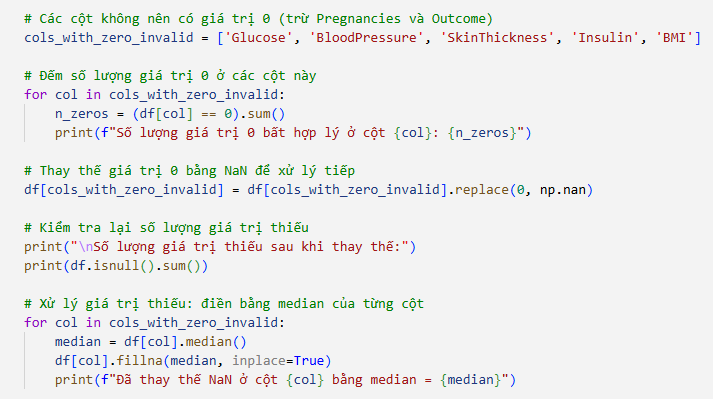 # Các cột không nên có giá trị 0 (trừ Pregnancies và Outcome)
cols_with_zero_invalid = ['Glucose', 'BloodPressure', 'SkinThickness', 'Insulin', 'BMI']
# Đếm số lượng giá trị 0 ở các cột này
for col in cols_with_zero_invalid:
    n_zeros = (df[col] == 0).sum()
    print(f"Số lượng giá trị 0 bất hợp lý ở cột {col}: {n_zeros}")
# Thay thế giá trị 0 bằng NaN để xử lý tiếp
df[cols_with_zero_invalid] = df[cols_with_zero_invalid].replace(0, np.nan)
# Kiểm tra lại số lượng giá trị thiếu
print("\nSố lượng giá trị thiếu sau khi thay thế:")
print(df.isnull().sum())
# Xử lý giá trị thiếu: điền bằng median của từng cột
for col in cols_with_zero_invalid:
    median = df[col].median()
    df[col].fillna(median, inplace=True)
    print(f"Đã thay thế NaN ở cột {col} bằng median = {median}")